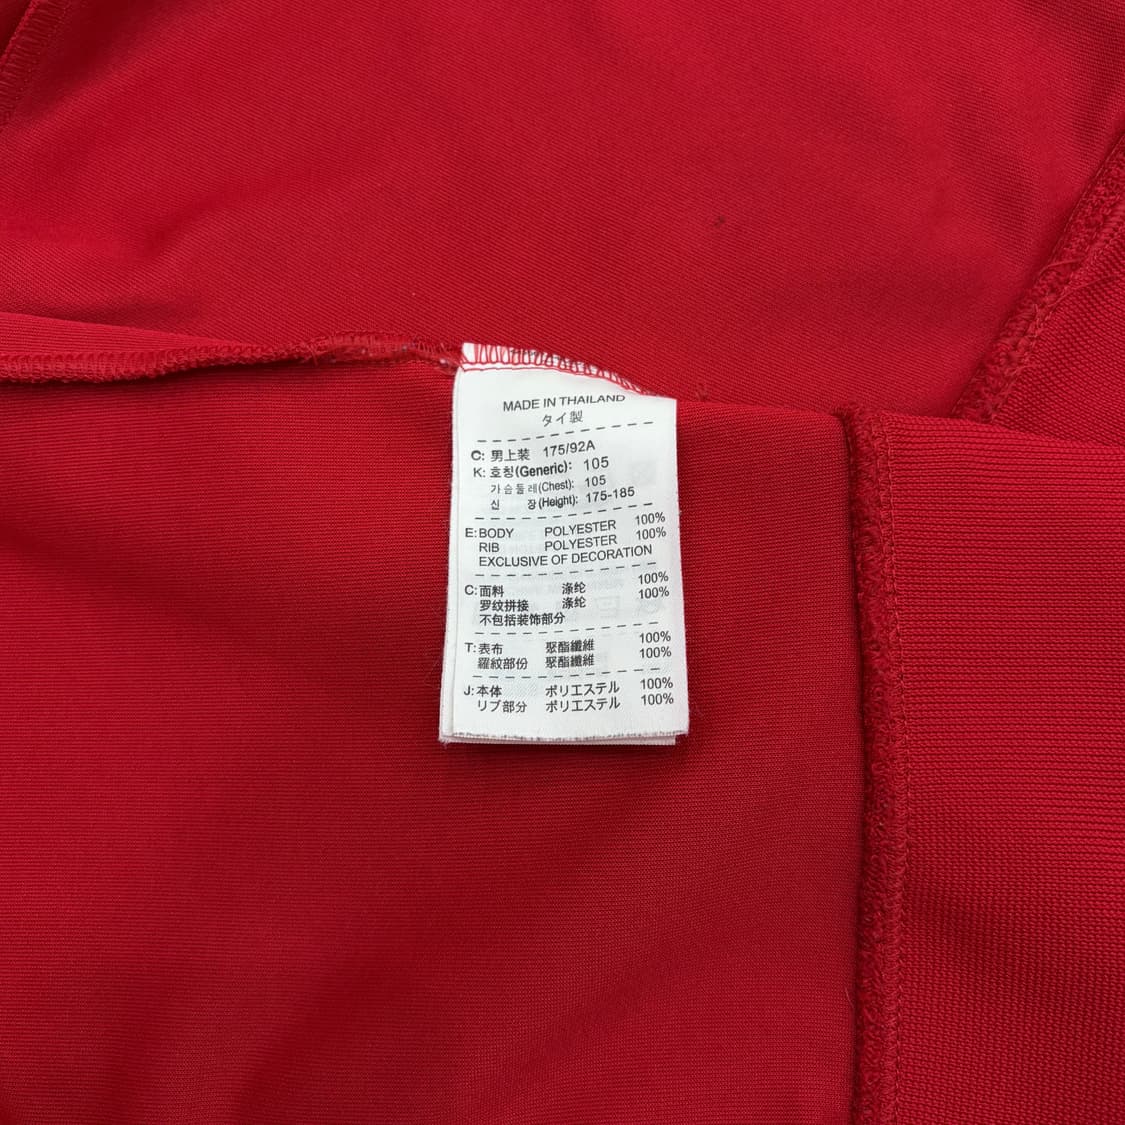 MADE IN THAILAND
タイ製
C: 男上装 175/92A
K: 호칭(Generic): 105
가슴둘레(Chest): 105
신 장(Height): 175-185
E: BODY POLYESTER 100%
RIB POLYESTER 100%
EXCLUSIVE OF DECORATION
C: 面料 涤纶 100%
罗纹拼接 涤纶 100%
不包括装饰部分
T: 表布 聚酯纖維 100%
羅紋部份 聚酯纖維 100%
J: 本体 ポリエステル 100%
リブ部分 ポリエステル 100%